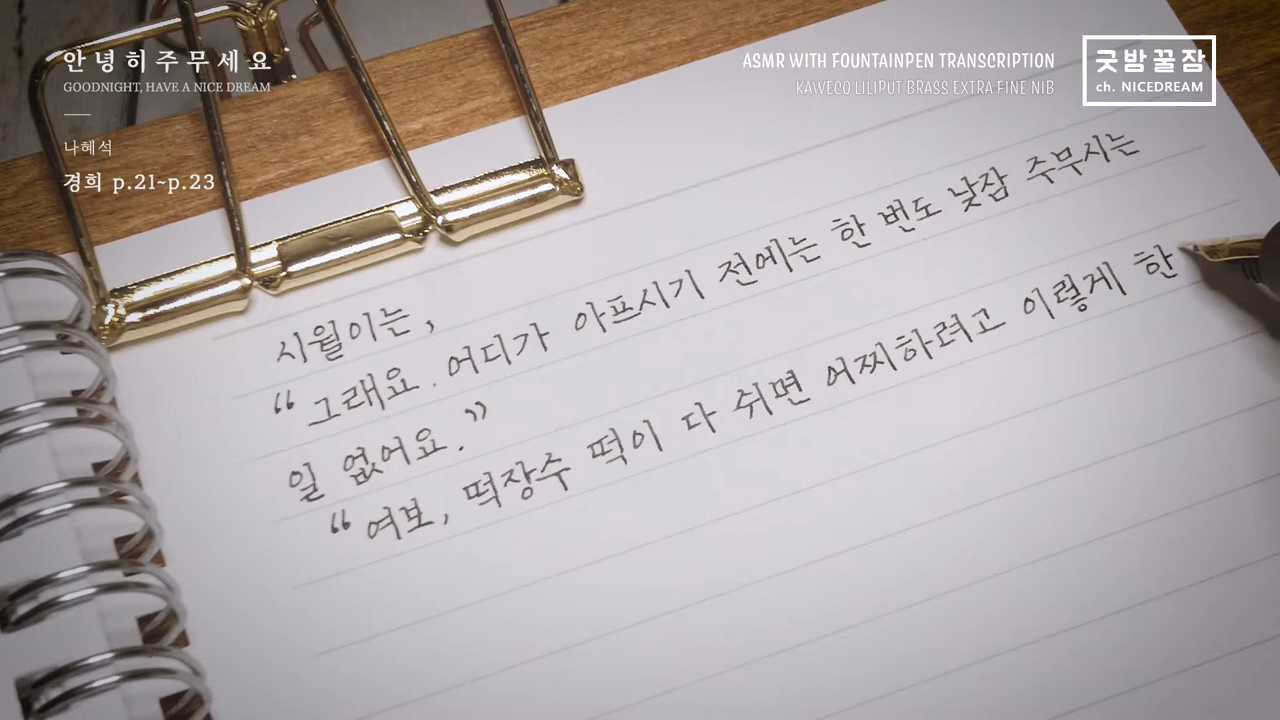 안녕히주무세요
GOODNIGHT, HAVE A NICE DREAM
나혜석
경희 p.21~p.23
ASMR WITH FOUNTAINPEN TRANSCRIPTION
KAWECO LILIPUT BRASS EXTRA FINE NIB
굿밤꿀잠
ch. NICEDREAM
시월이는,
“그래요. 어디가 아프시기 전에는 한 번도 낮잠 주무시는
일 없어요.”
“여보, 떡장수 떡이 다 쉬면 어찌하려고 이렇게 한